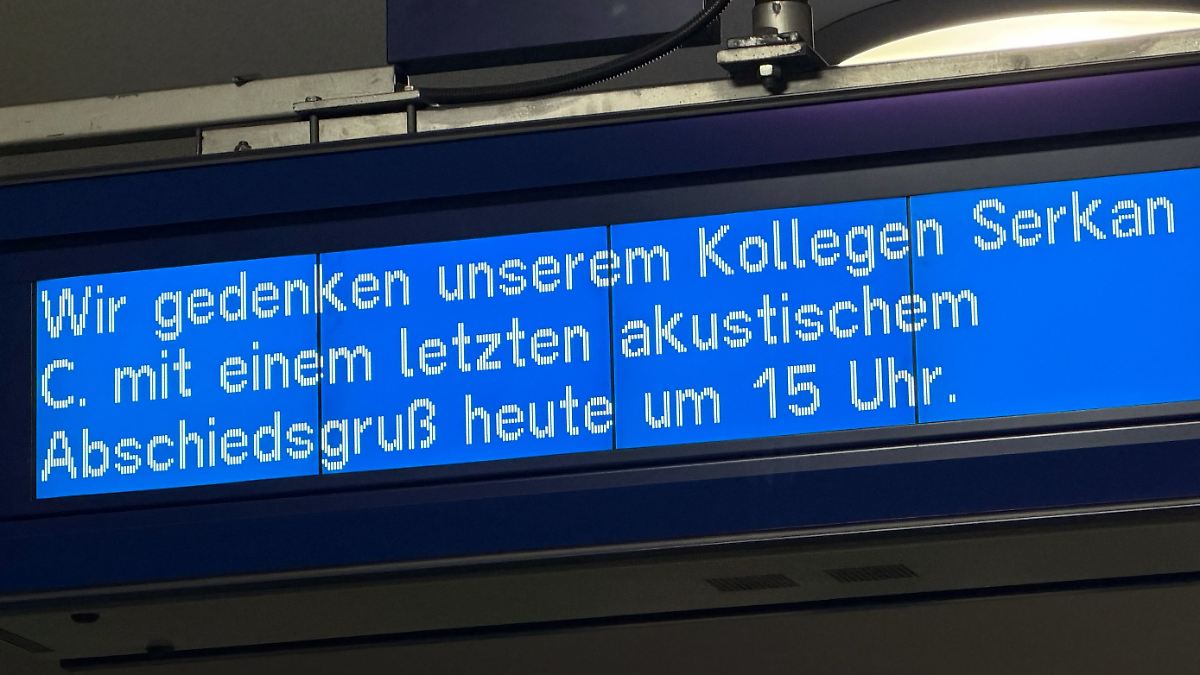 Wir gedenken unserem Kollegen Serkan
C. mit einem letzten akustischem
Abschiedsgruß heute um 15 Uhr.